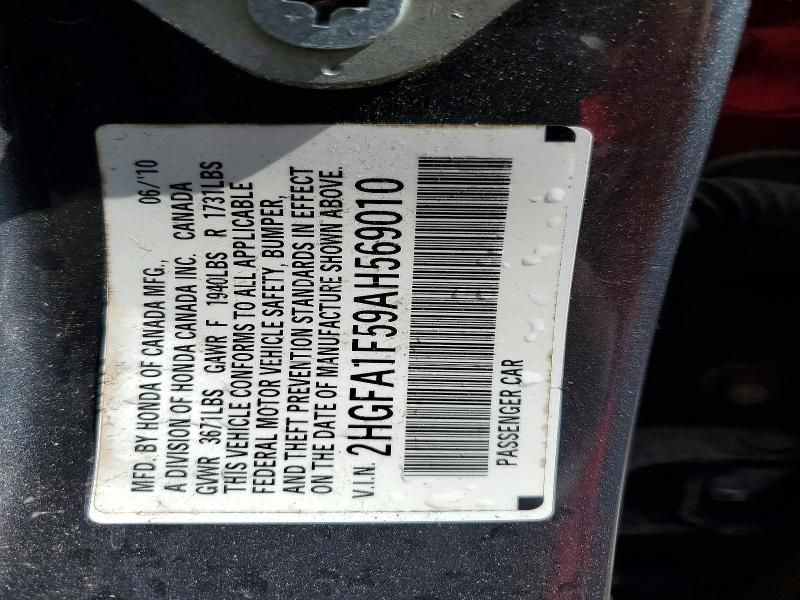 MFD. BY HONDA OF CANADA MFG., 06/'10
A DIVISION OF HONDA CANADA INC. CANADA
GVWR 3671LBS GAWR F 1940LBS R 1731LBS
THIS VEHICLE CONFORMS TO ALL APPLICABLE
FEDERAL MOTOR VEHICLE SAFETY, BUMPER,
AND THEFT PREVENTION STANDARDS IN EFFECT
ON THE DATE OF MANUFACTURE SHOWN ABOVE.
V.I.N. 2HGFA1F59AH569010
PASSENGER CAR